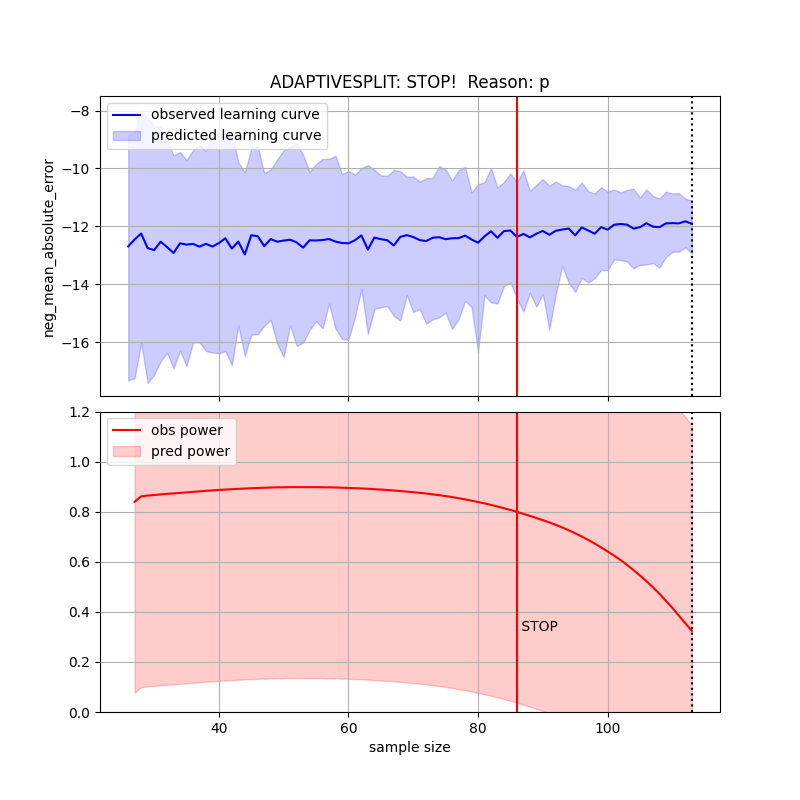 ADAPTIVESPLIT: STOP!  Reason: p
observed learning curve
predicted learning curve
neg_mean_absolute_error
−8
−10
−12
−14
−16
obs power
pred power
1.2
1.0
0.8
0.6
0.4
0.2
0.0
STOP
40 60 80 100
sample size